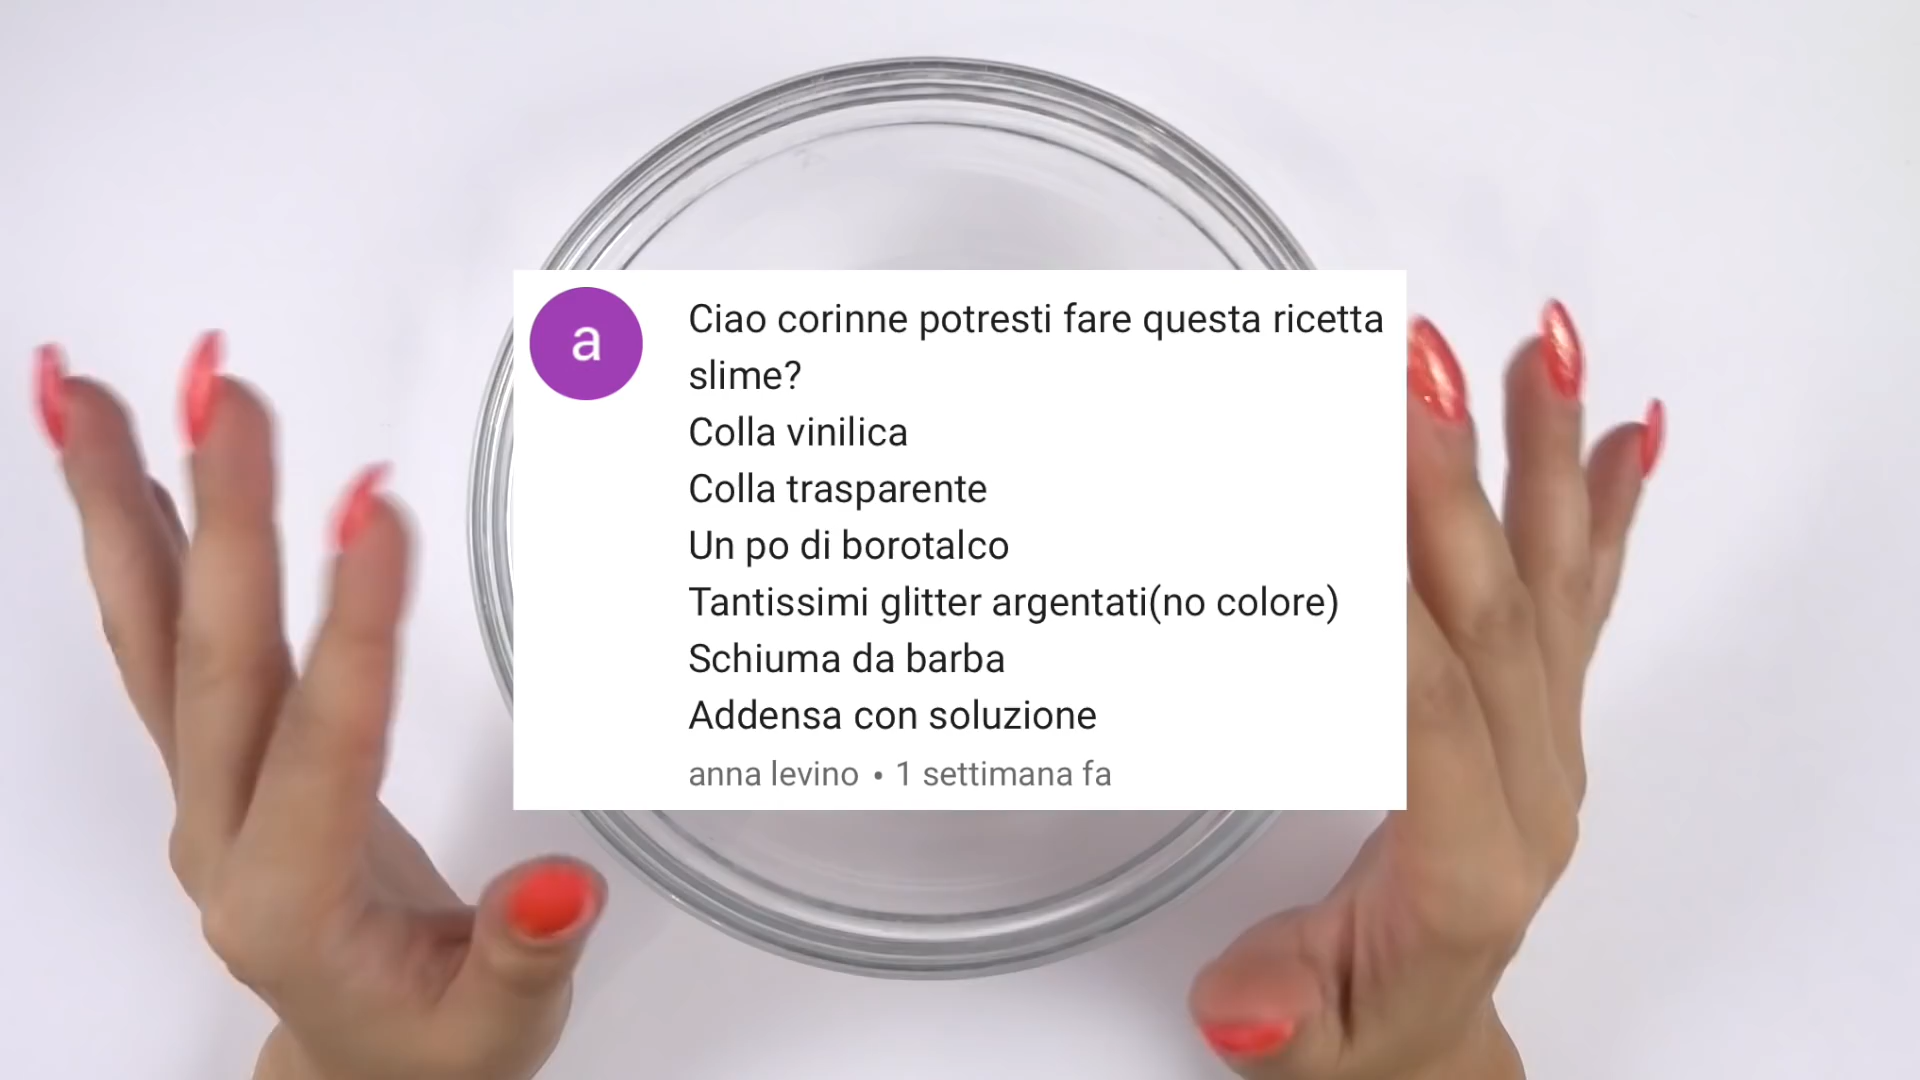 a
Ciao corinne potresti fare questa ricetta
slime?
Colla vinilica
Colla trasparente
Un po di borotalco
Tantissimi glitter argentati(no colore)
Schiuma da barba
Addensa con soluzione
anna levino • 1 settimana fa